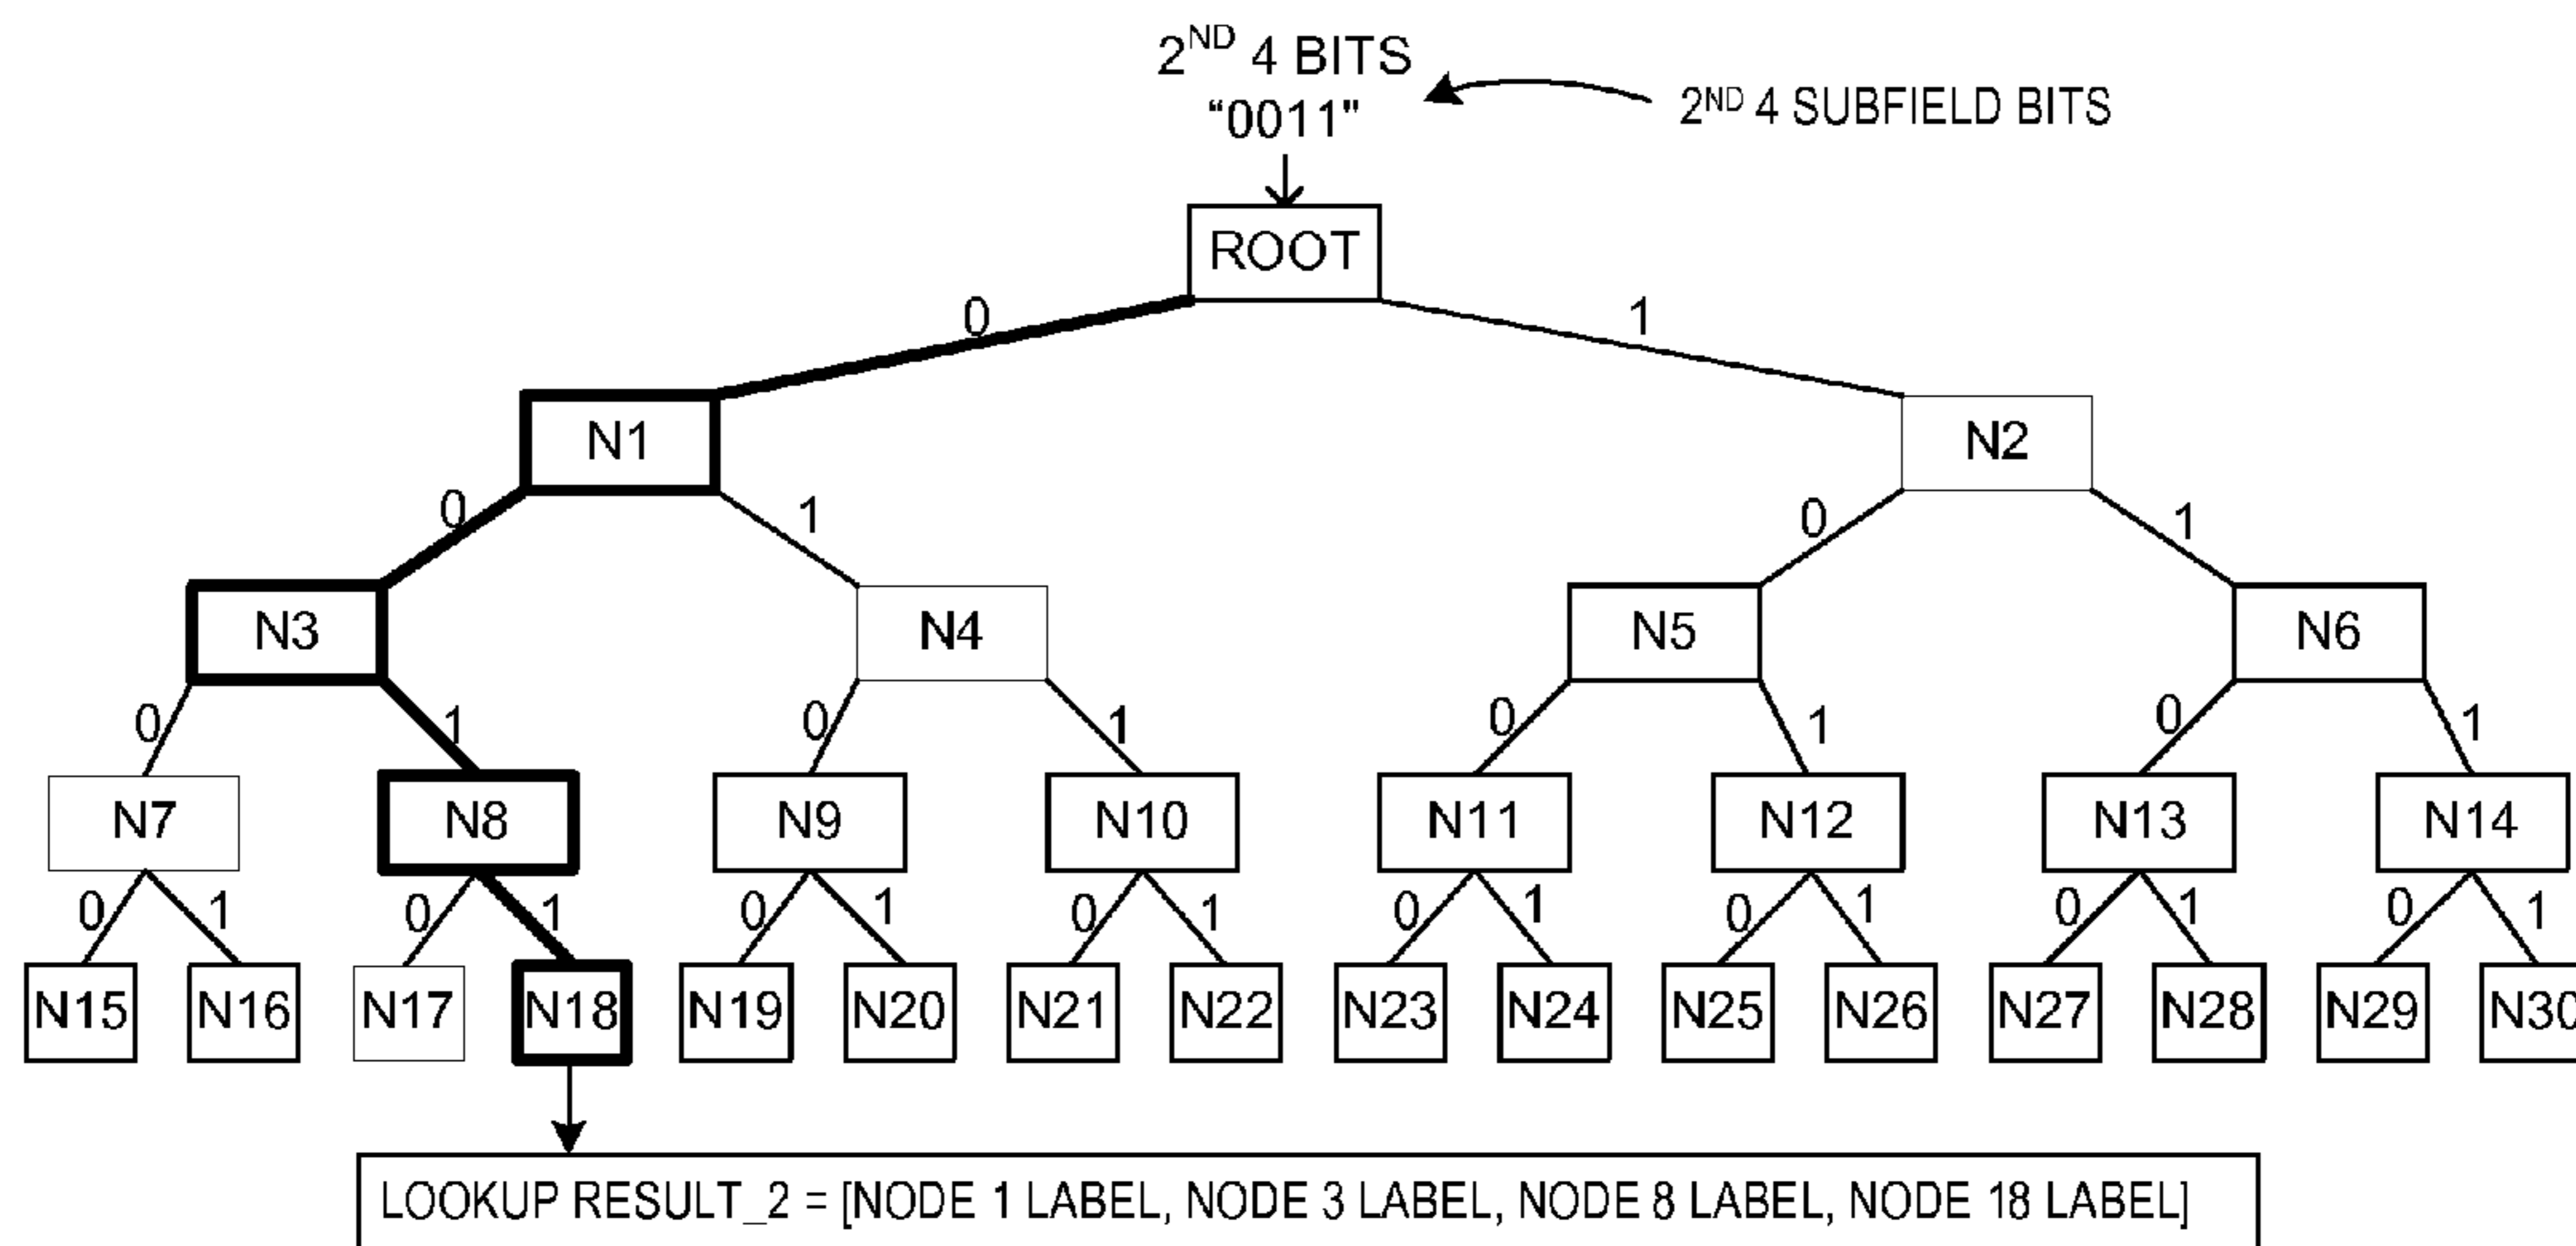 2ND 4 BITS
“0011”
2ND 4 SUBFIELD BITS
ROOT
0 1
N1 N2
0 1 0 1
N3 N4 N5 N6
0 1 0 1 0 1 0 1
N7 N8 N9 N10 N11 N12 N13 N14
0 1 0 1 0 1 0 1 0 1 0 1 0 1 0 1
N15 N16 N17 N18 N19 N20 N21 N22 N23 N24 N25 N26 N27 N28 N29 N30
LOOKUP RESULT_2 = [NODE 1 LABEL, NODE 3 LABEL, NODE 8 LABEL, NODE 18 LABEL]